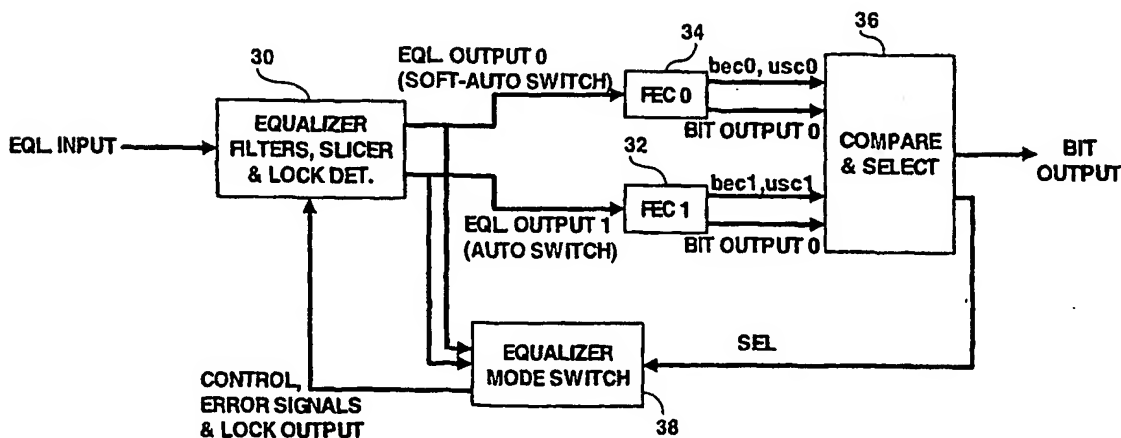 36
34
30
EQL. OUTPUT 0
(SOFT-AUTO SWITCH)
FEC 0
bec0, usc0
BIT OUTPUT 0
EQL. INPUT
EQUALIZER
FILTERS, SLICER
& LOCK DET.
COMPARE
& SELECT
BIT
OUTPUT
32
FEC 1
bec1,usc1
BIT OUTPUT 0
EQL. OUTPUT 1
(AUTO SWITCH)
SEL
EQUALIZER
MODE SWITCH
CONTROL,
ERROR SIGNALS
& LOCK OUTPUT
38